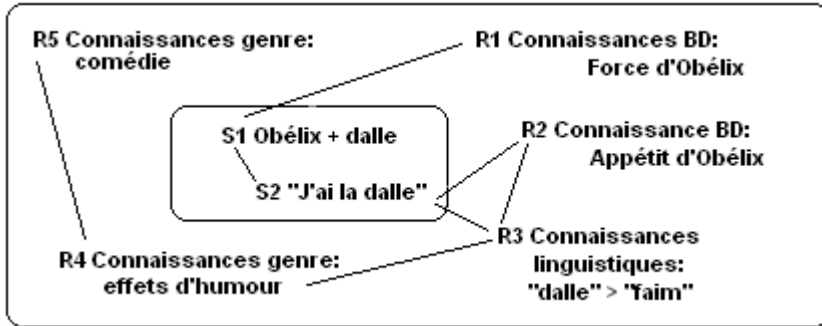 R5 Connaissances genre:
comédie
R1 Connaissances BD:
Force d'Obélix
S1 Obélix + dalle
R2 Connaissance BD:
Appétit d'Obélix
S2 "J'ai la dalle"
R4 Connaissances genre:
effets d'humour
R3 Connaissances
linguistiques:
"dalle" > "faim"